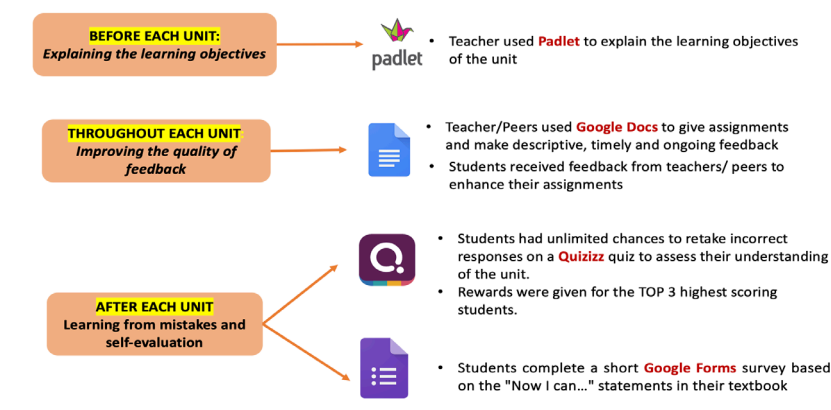 BEFORE EACH UNIT:
Explaining the learning objectives
padlet
• Teacher used Padlet to explain the learning objectives
of the unit
THROUGHOUT EACH UNIT:
Improving the quality of
feedback
• Teacher/Peers used Google Docs to give assignments
and make descriptive, timely and ongoing feedback
• Students received feedback from teachers/ peers to
enhance their assignments
• Students had unlimited chances to retake incorrect
responses on a Quizizz quiz to assess their understanding
of the unit.
• Rewards were given for the TOP 3 highest scoring
students.
AFTER EACH UNIT
Learning from mistakes and
self-evaluation
• Students complete a short Google Forms survey based
on the "Now I can…" statements in their textbook